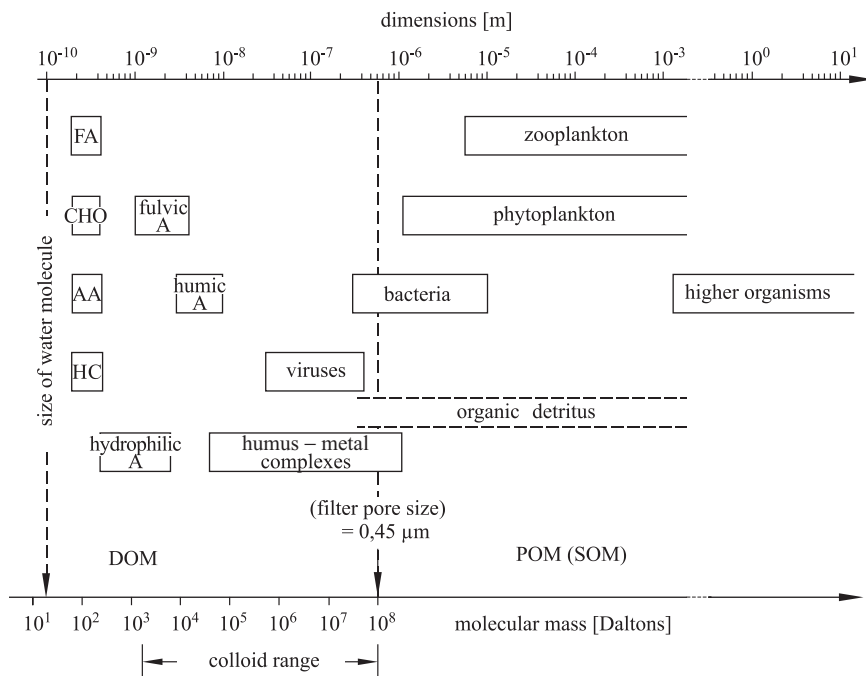 dimensions [m]
10⁻¹⁰ 10⁻⁹ 10⁻⁸ 10⁻⁷ 10⁻⁶ 10⁻⁵ 10⁻⁴ 10⁻³ 10⁰ 10¹
FA
zooplankton
CHO
fulvic
A
phytoplankton
size of water molecule
AA
humic
A
bacteria
higher organisms
HC
viruses
organic detritus
hydrophilic
A
humus – metal
complexes
(filter pore size)
= 0,45 µm
DOM
POM (SOM)
10¹ 10² 10³ 10⁴ 10⁵ 10⁶ 10⁷ 10⁸
molecular mass [Daltons]
colloid range